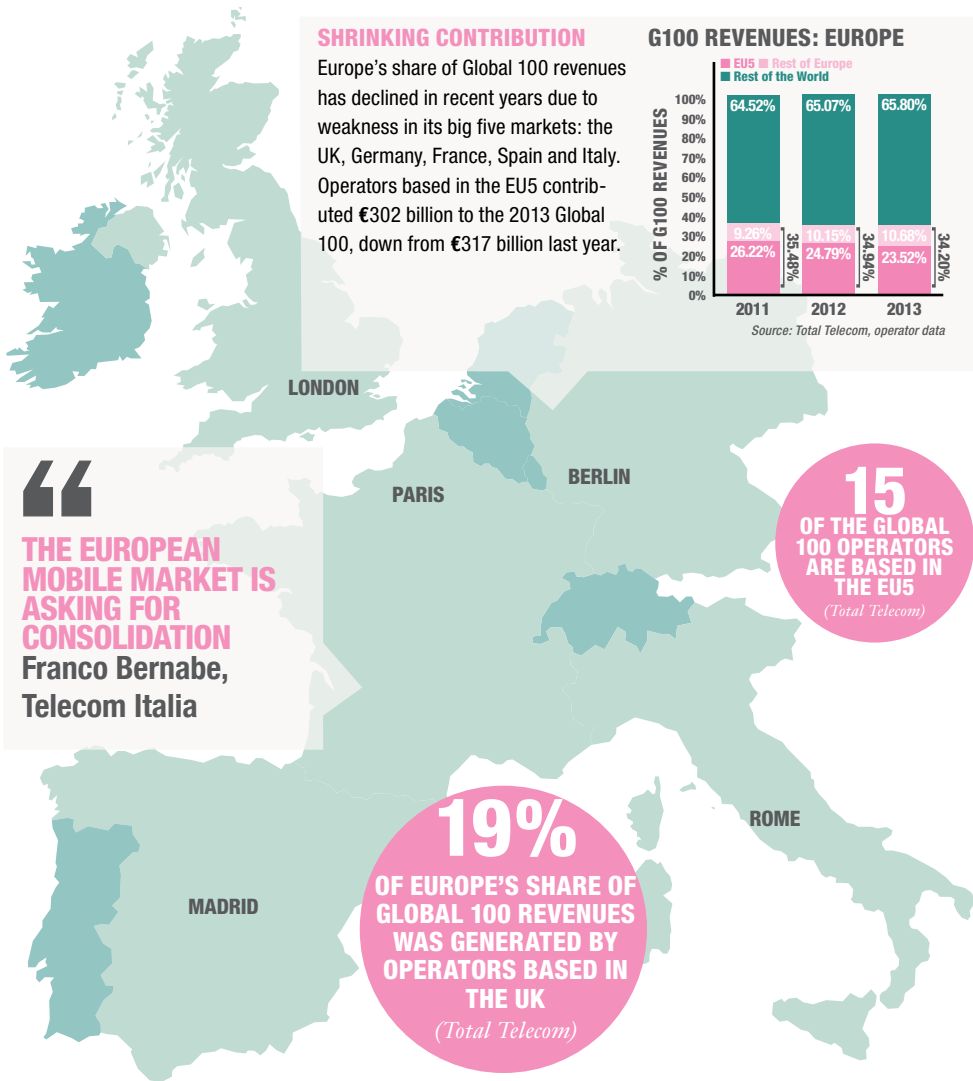 SHRINKING CONTRIBUTION
Europe’s share of Global 100 revenues
has declined in recent years due to
weakness in its big five markets: the
UK, Germany, France, Spain and Italy.
Operators based in the EU5 contrib-
uted €302 billion to the 2013 Global
100, down from €317 billion last year.
G100 REVENUES: EUROPE
EU5 Rest of Europe
Rest of the World
% OF G100 REVENUES
100%
90%
80%
70%
60%
50%
40%
30%
20%
10%
0%
64.52%
9.26%
26.22%
35.48%
65.07%
10.15%
24.79%
34.94%
65.80%
10.68%
23.52%
34.20%
2011 2012 2013
Source: Total Telecom, operator data
LONDON
PARIS
BERLIN
“
THE EUROPEAN
MOBILE MARKET IS
ASKING FOR
CONSOLIDATION
Franco Bernabe,
Telecom Italia
15
OF THE GLOBAL
100 OPERATORS
ARE BASED IN
THE EU5
(Total Telecom)
ROME
MADRID
19%
OF EUROPE’S SHARE OF
GLOBAL 100 REVENUES
WAS GENERATED BY
OPERATORS BASED IN
THE UK
(Total Telecom)